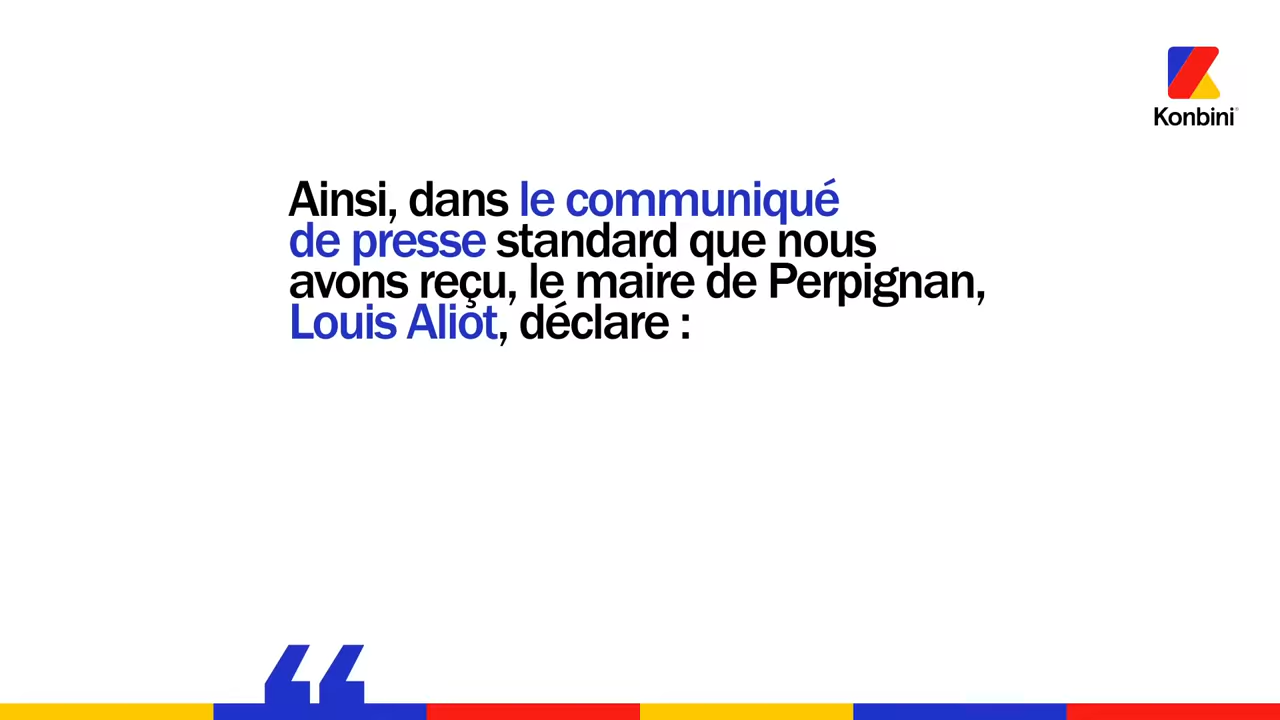 Konbini
Ainsi, dans le communiqué
de presse standard que nous
avons reçu, le maire de Perpignan,
Louis Aliot, déclare :
“